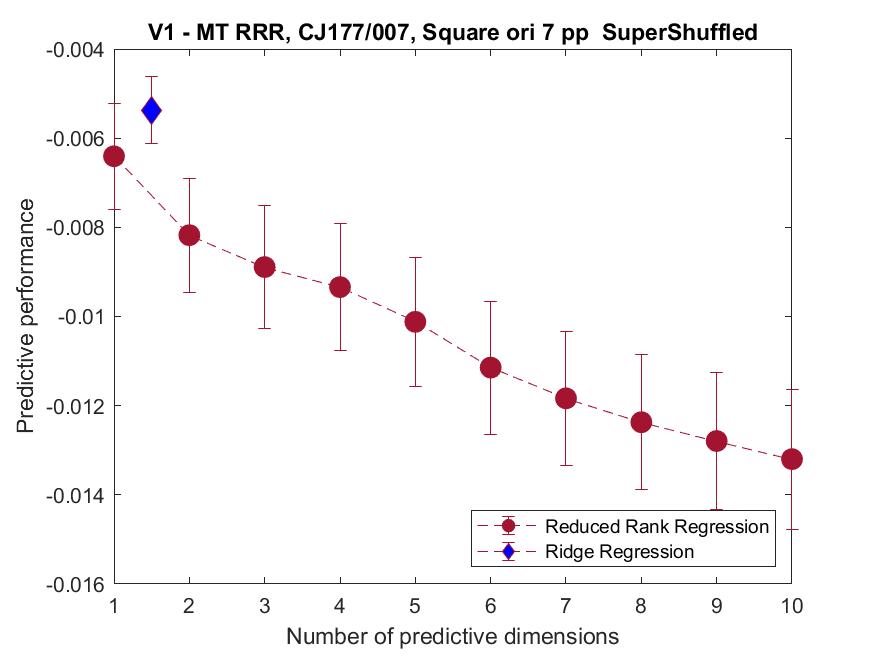 V1 - MT RRR, CJ177/007, Square ori 7 pp  SuperShuffled
-0.004
-0.006
-0.008
-0.01
-0.012
-0.014
-0.016
Predictive performance
1 2 3 4 5 6 7 8 9 10
Number of predictive dimensions
Reduced Rank Regression
Ridge Regression